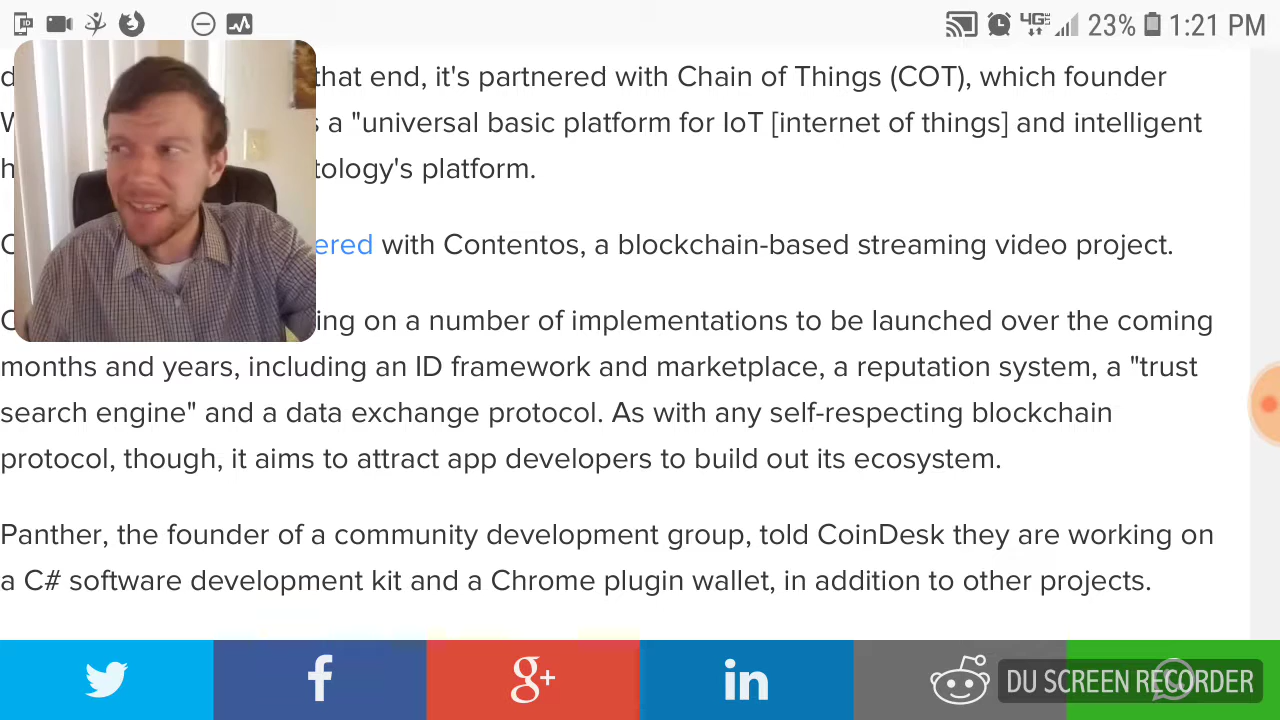 23% 1:21 PM
that end, it's partnered with Chain of Things (COT), which founder
a "universal basic platform for IoT [internet of things] and intelligent
platform.
with Contentos, a blockchain-based streaming video project.
on a number of implementations to be launched over the coming
months and years, including an ID framework and marketplace, a reputation system, a "trust
search engine" and a data exchange protocol. As with any self-respecting blockchain
protocol, though, it aims to attract app developers to build out its ecosystem.
Panther, the founder of a community development group, told CoinDesk they are working on
a C# software development kit and a Chrome plugin wallet, in addition to other projects.
DU SCREEN RECORDER